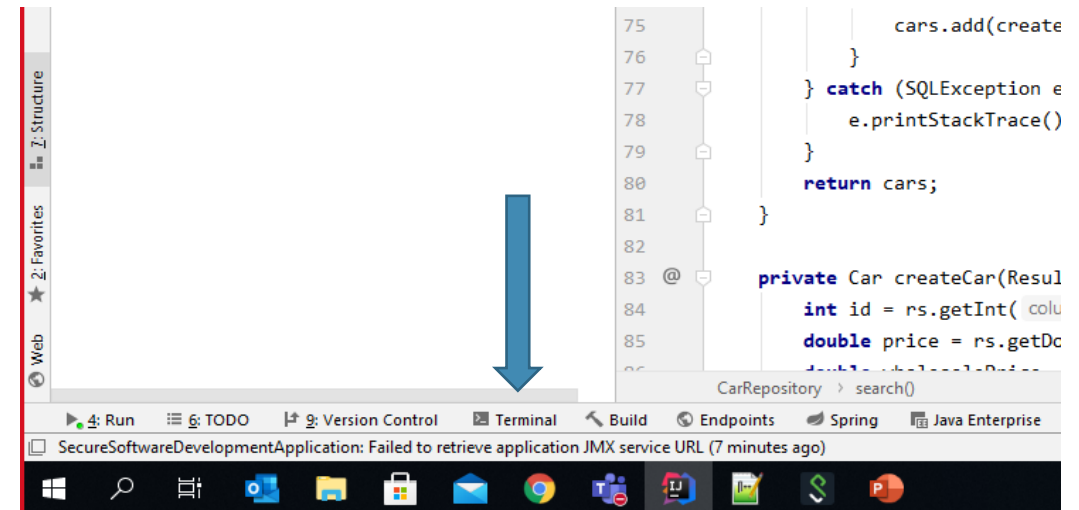 75 cars.add(create
76 }
77 } catch (SQLException e
78 e.printStackTrace()
79 }
80 return cars;
81 }
82
83 @ private Car createCar(Resul
84 int id = rs.getInt( colu
85 double price = rs.getDo
CarRepository > search()
7: Structure
2: Favorites
Web
4: Run 6: TODO 9: Version Control Terminal Build Endpoints Spring Java Enterprise
SecureSoftwareDevelopmentApplication: Failed to retrieve application JMX service URL (7 minutes ago)